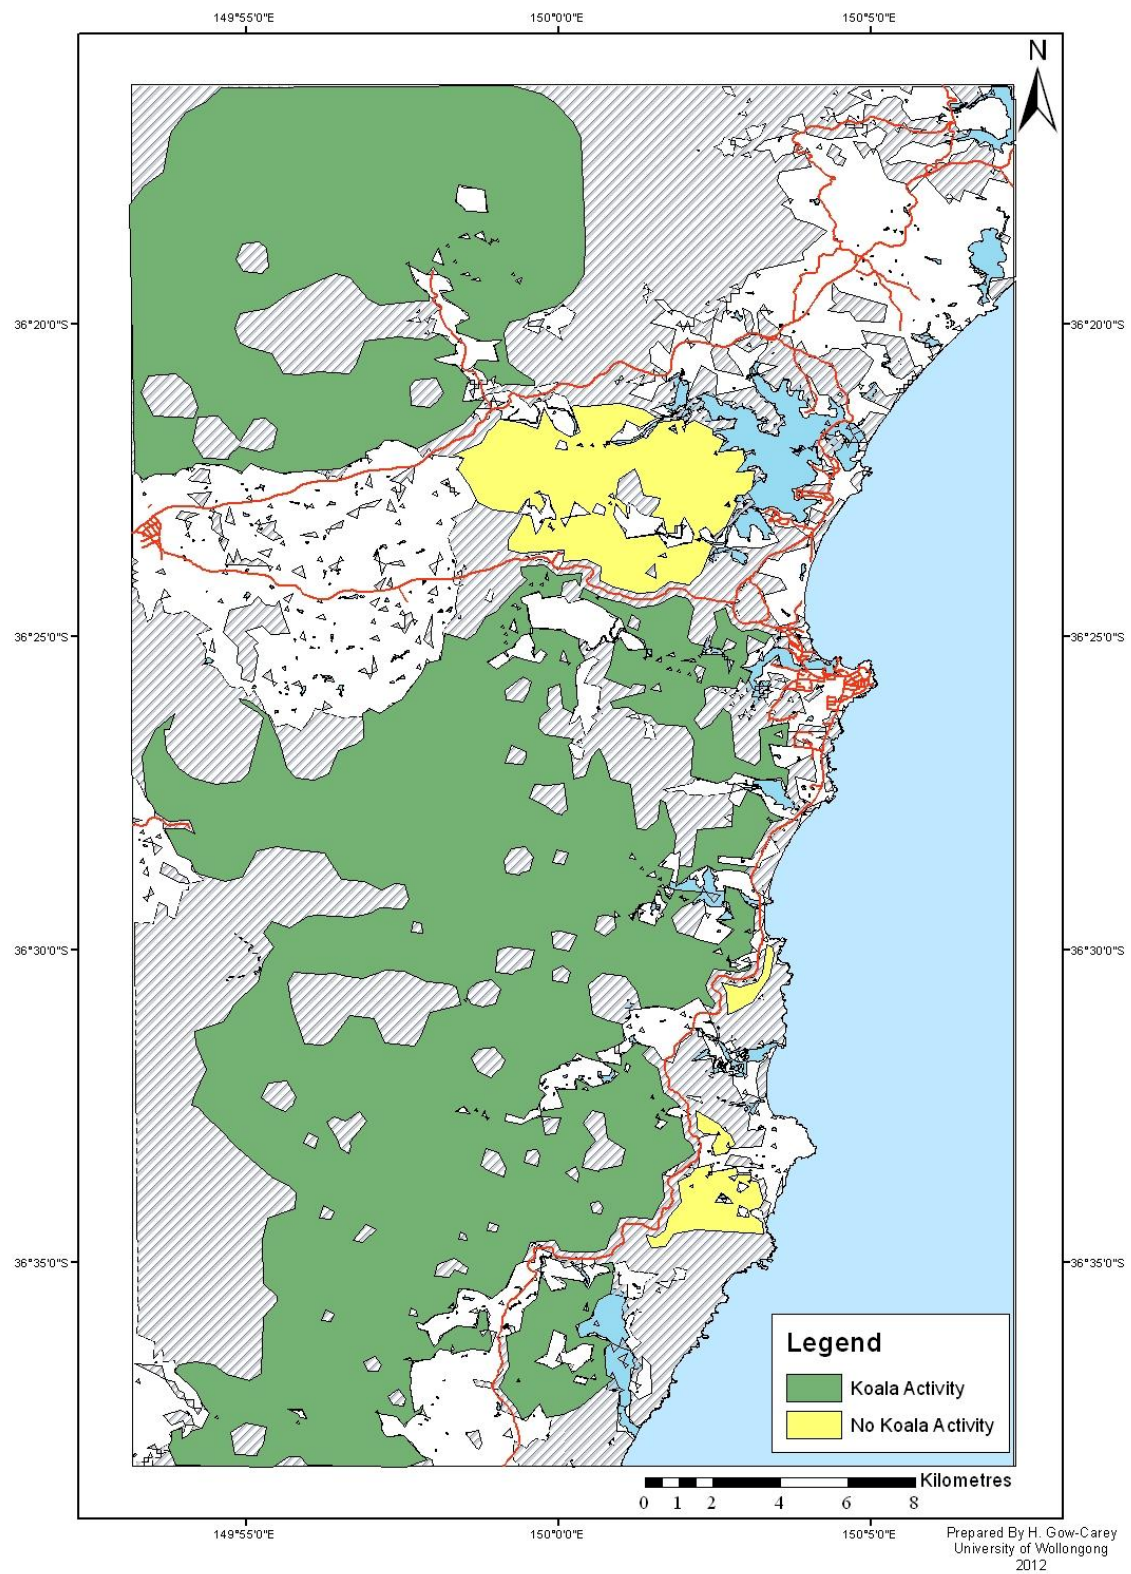 149°55'0"E 150°0'0"E 150°5'0"E
N
36°20'0"S 36°20'0"S
36°25'0"S 36°25'0"S
36°30'0"S 36°30'0"S
36°35'0"S 36°35'0"S
Legend
Koala Activity
No Koala Activity
Kilometres
0 1 2 4 6 8
149°55'0"E 150°0'0"E 150°5'0"E
Prepared By H. Gow-Carey
University of Wollongong
2012